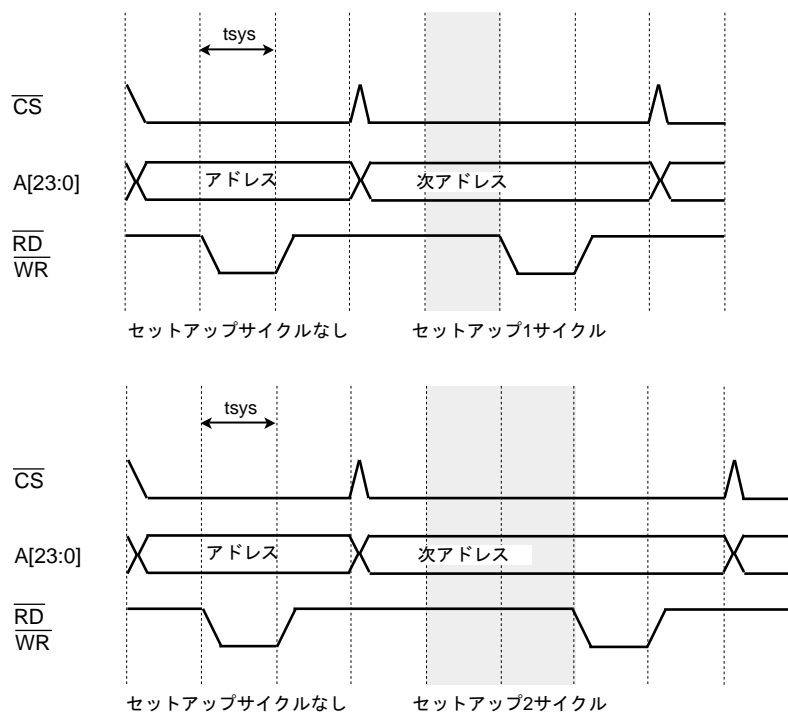 tsys
CS
A[23:0]
アドレス
次アドレス
RD
WR
セットアップサイクルなし
セットアップ1サイクル
tsys
CS
A[23:0]
アドレス
次アドレス
RD
WR
セットアップサイクルなし
セットアップ2サイクル